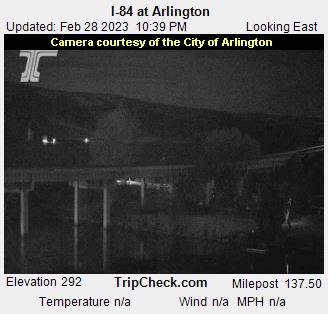 I-84 at Arlington
Updated: Feb 28 2023 10:39 PM Looking East
Camera courtesy of the City of Arlington
Elevation 292 TripCheck.com Milepost 137.50
Temperature n/a Wind n/a MPH n/a